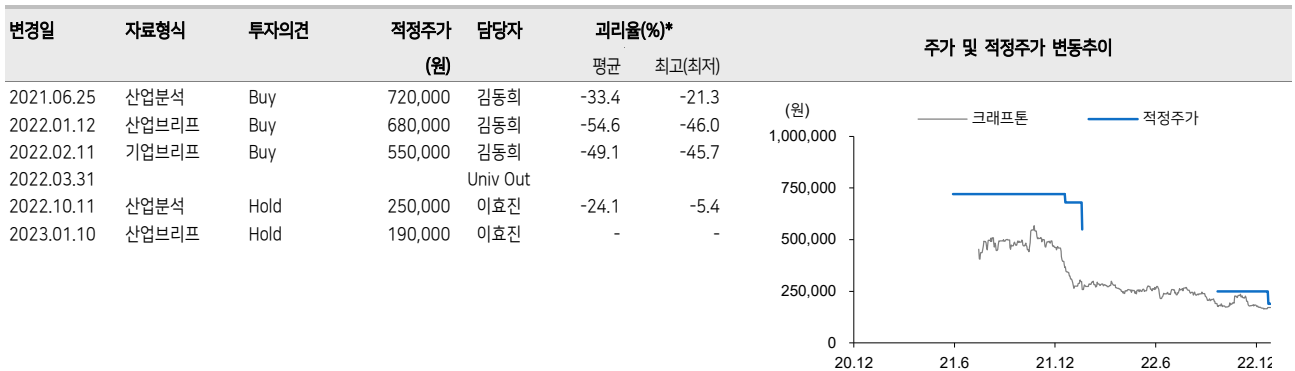 변경일 자료형식 투자의견 적정주가 담당자 괴리율(%)*
(원) 평균 최고(최저)
2021.06.25 산업분석 Buy 720,000 김동희 -33.4 -21.3
2022.01.12 산업브리프 Buy 680,000 김동희 -54.6 -46.0
2022.02.11 기업브리프 Buy 550,000 김동희 -49.1 -45.7
2022.03.31 Univ Out
2022.10.11 산업분석 Hold 250,000 이효진 -24.1 -5.4
2023.01.10 산업브리프 Hold 190,000 이효진 - -
주가 및 적정주가 변동추이
(원)
크래프톤 적정주가
1,000,000
750,000
500,000
250,000
0
20.12 21.6 21.12 22.6 22.12